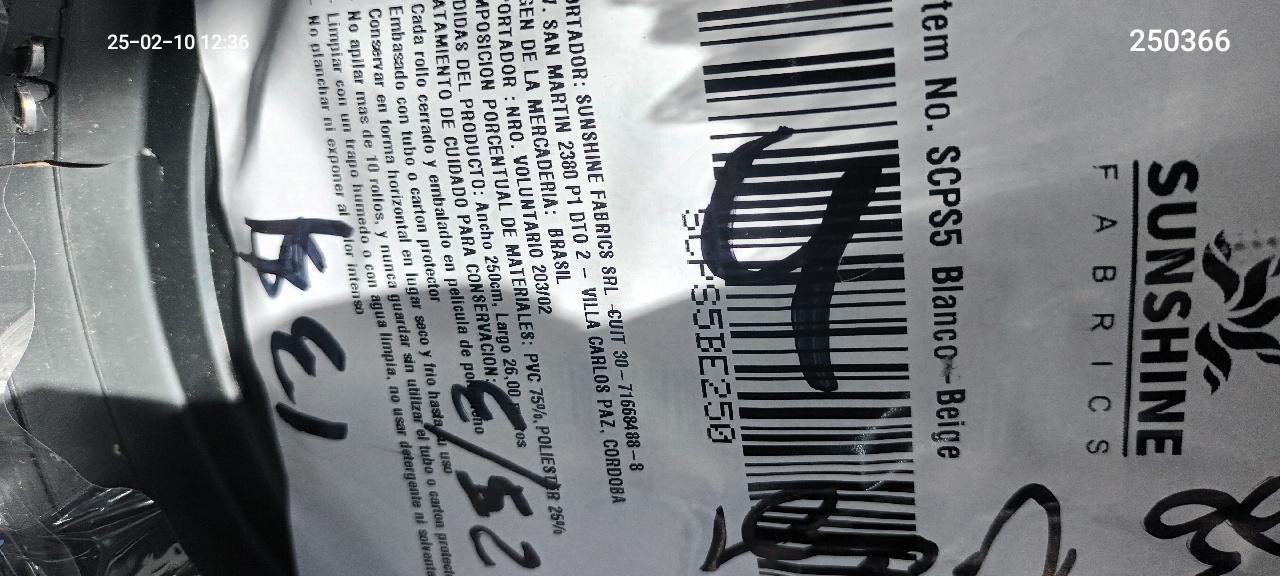 25-02-10 12:36
250366
SUNSHINE
FABRICS
tem No. SCPS5 Blanco-Beige
SCPS5BE250
ORTADOR: SUNSHINE FABRICS SRL -CUIT 30-71668488-8
. SAN MARTIN 2380 P1 DTO 2 - VILLA CARLOS PAZ, CORDOBA
GEN DE LA MERCADERIA: BRASIL
ORTADOR : NRO. VOLUNTARIO 203/02
MPOSICION PORCENTUAL DE MATERIALES: PVC 75%, POLIESTER 25%
DIDAS DEL PRODUCTO: Ancho 250cm, Largo 26,00 os
ATAMIENTO DE CUIDADO PARA CONSERVACION:
Cada rollo cerrado y embalado en pelicula de po
Embasado con tubo o carton protector
Conservar en forma horizontal en lugar seco y frio hasta su uso
- No apilar mas de 10 rollos, y nunca guardar sin utilizar el tubo o carton protect
- Limpiar con un trapo humedo o con agua limpia, no usar detergente ni solvente
- No planchar ni exponer al calor intenso